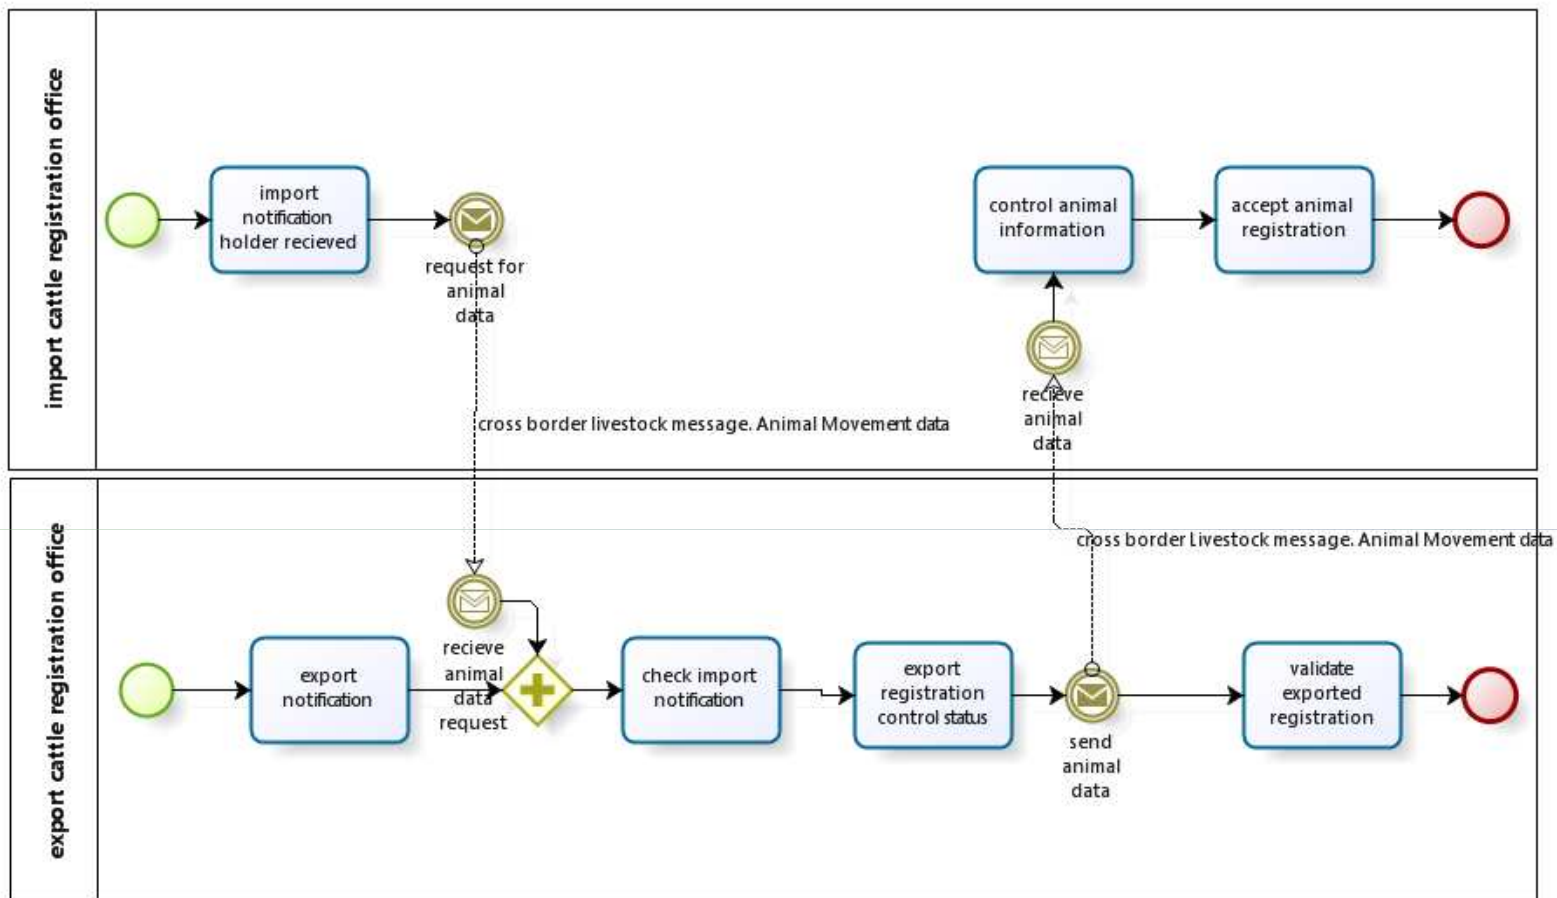 import cattle registration office
import
notification
holder recieved
request for
animal
data
control animal
information
accept animal
registration
recieve
animal
data
cross border livestock message. Animal Movement data
export cattle registration office
cross border Livestock message. Animal Movement data
export
notification
recieve
animal
data
request
check import
notification
export
registration
control status
send
animal
data
validate
exported
registration